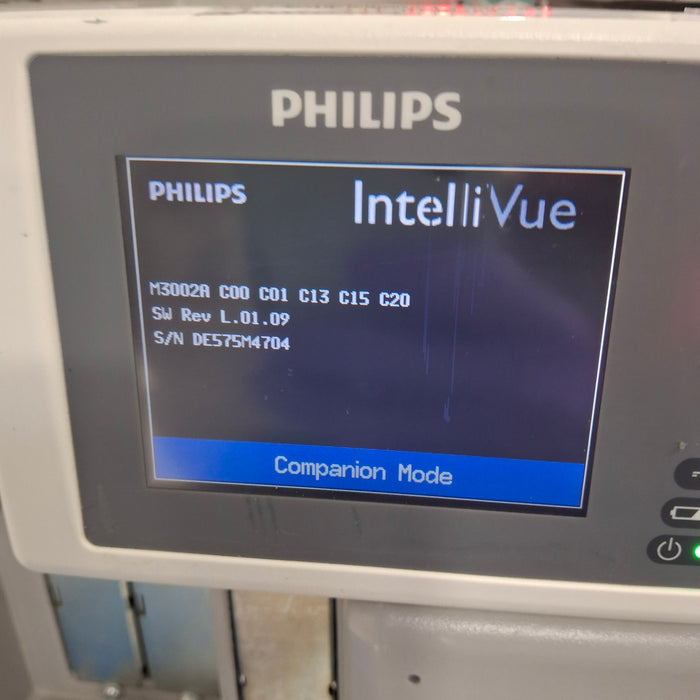 PHILIPS
PHILIPS IntelliVue
M3002A C00 C01 C13 C15 C20
SW Rev L.01.09
S/N DE575M4704
Companion Mode